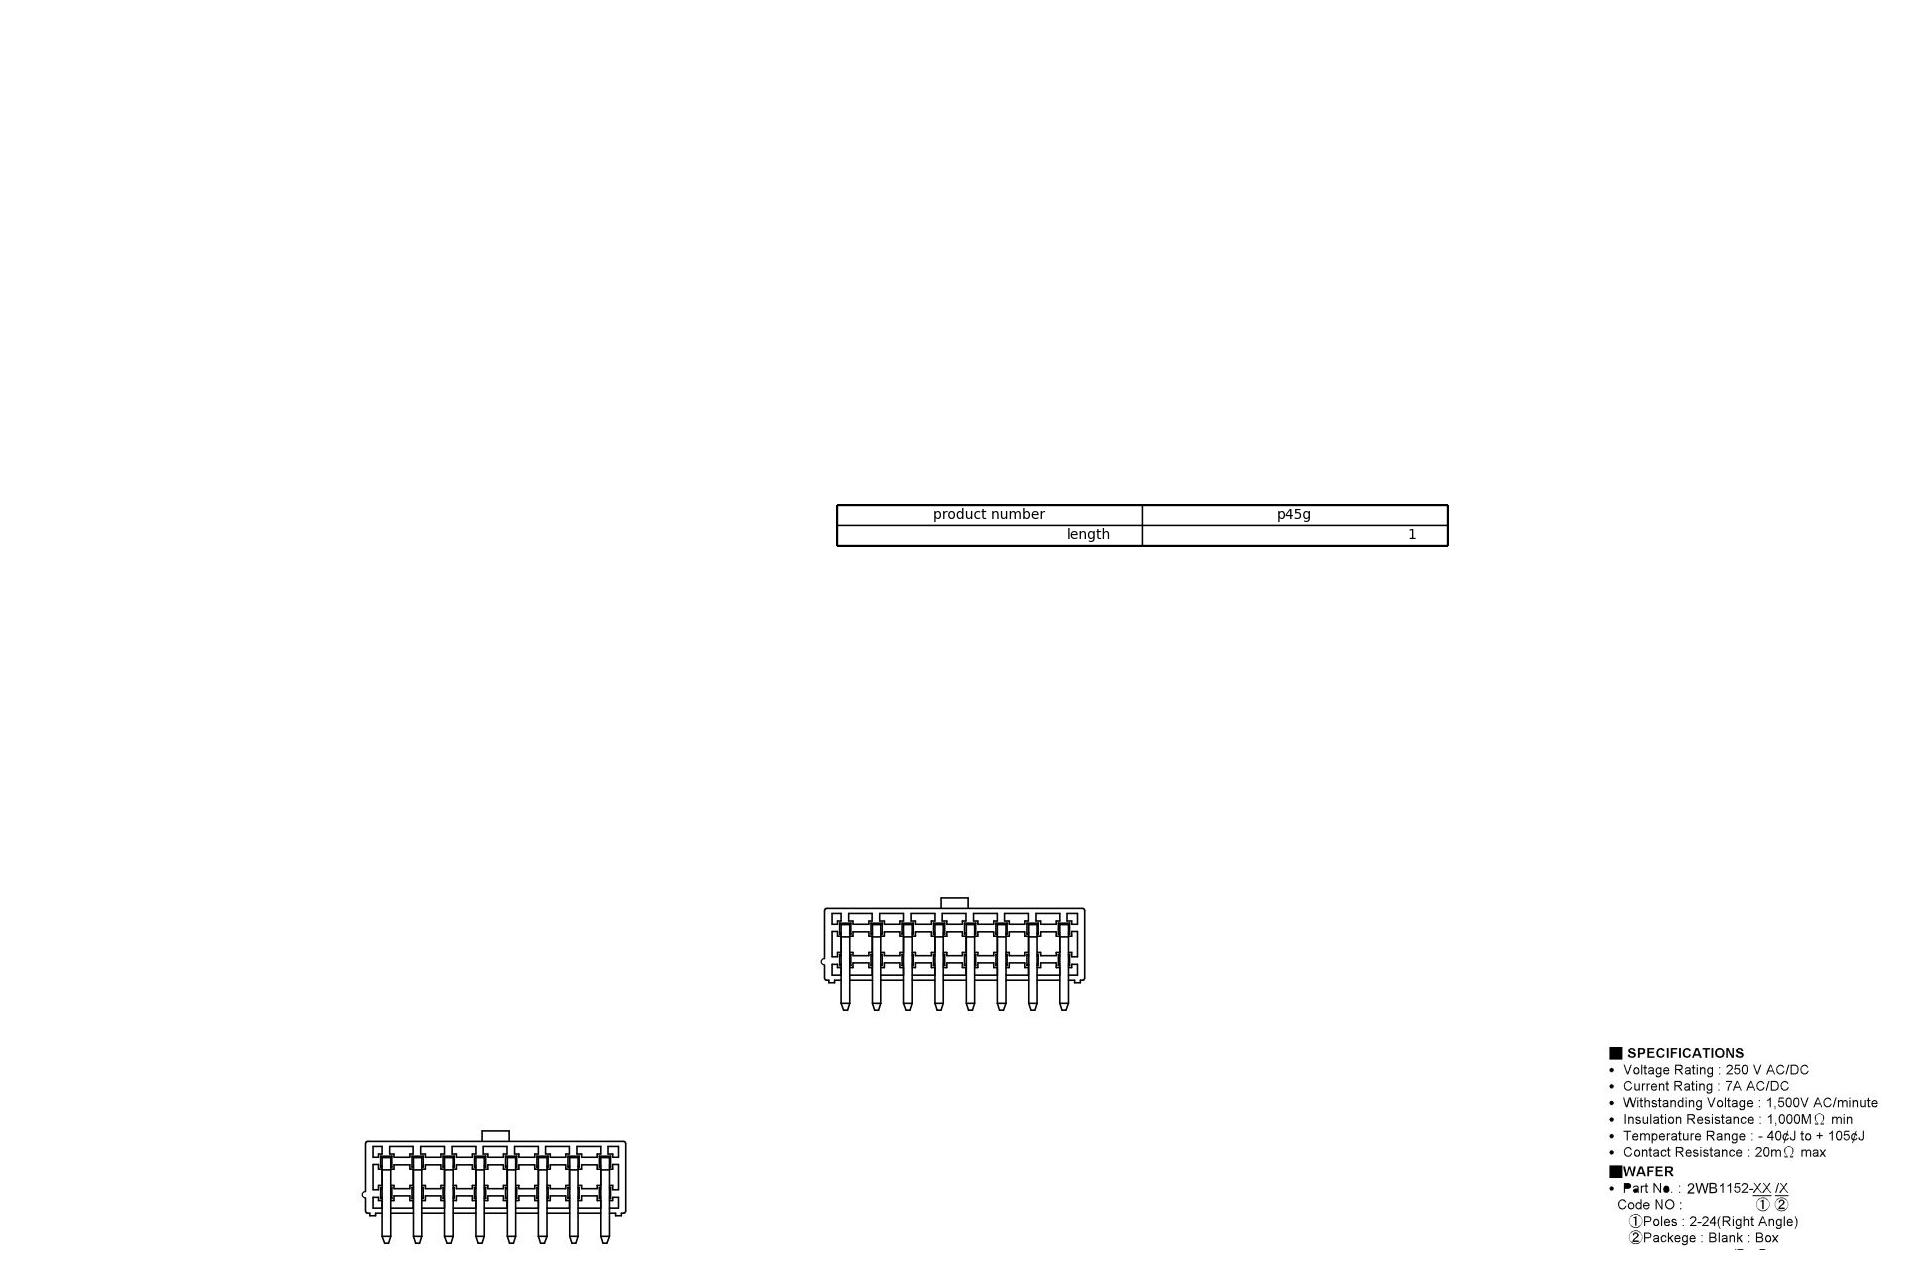 product number p45g
length 1
■ SPECIFICATIONS
• Voltage Rating : 250 V AC/DC
• Current Rating : 7A AC/DC
• Withstanding Voltage : 1,500V AC/minute
• Insulation Resistance : 1,000MΩ min
• Temperature Range : - 40¢J to + 105¢J
• Contact Resistance : 20mΩ max
■WAFER
• Part No. : 2WB1152-XX /X
Code NO : ① ②
①Poles : 2-24(Right Angle)
②Packege : Blank : Box